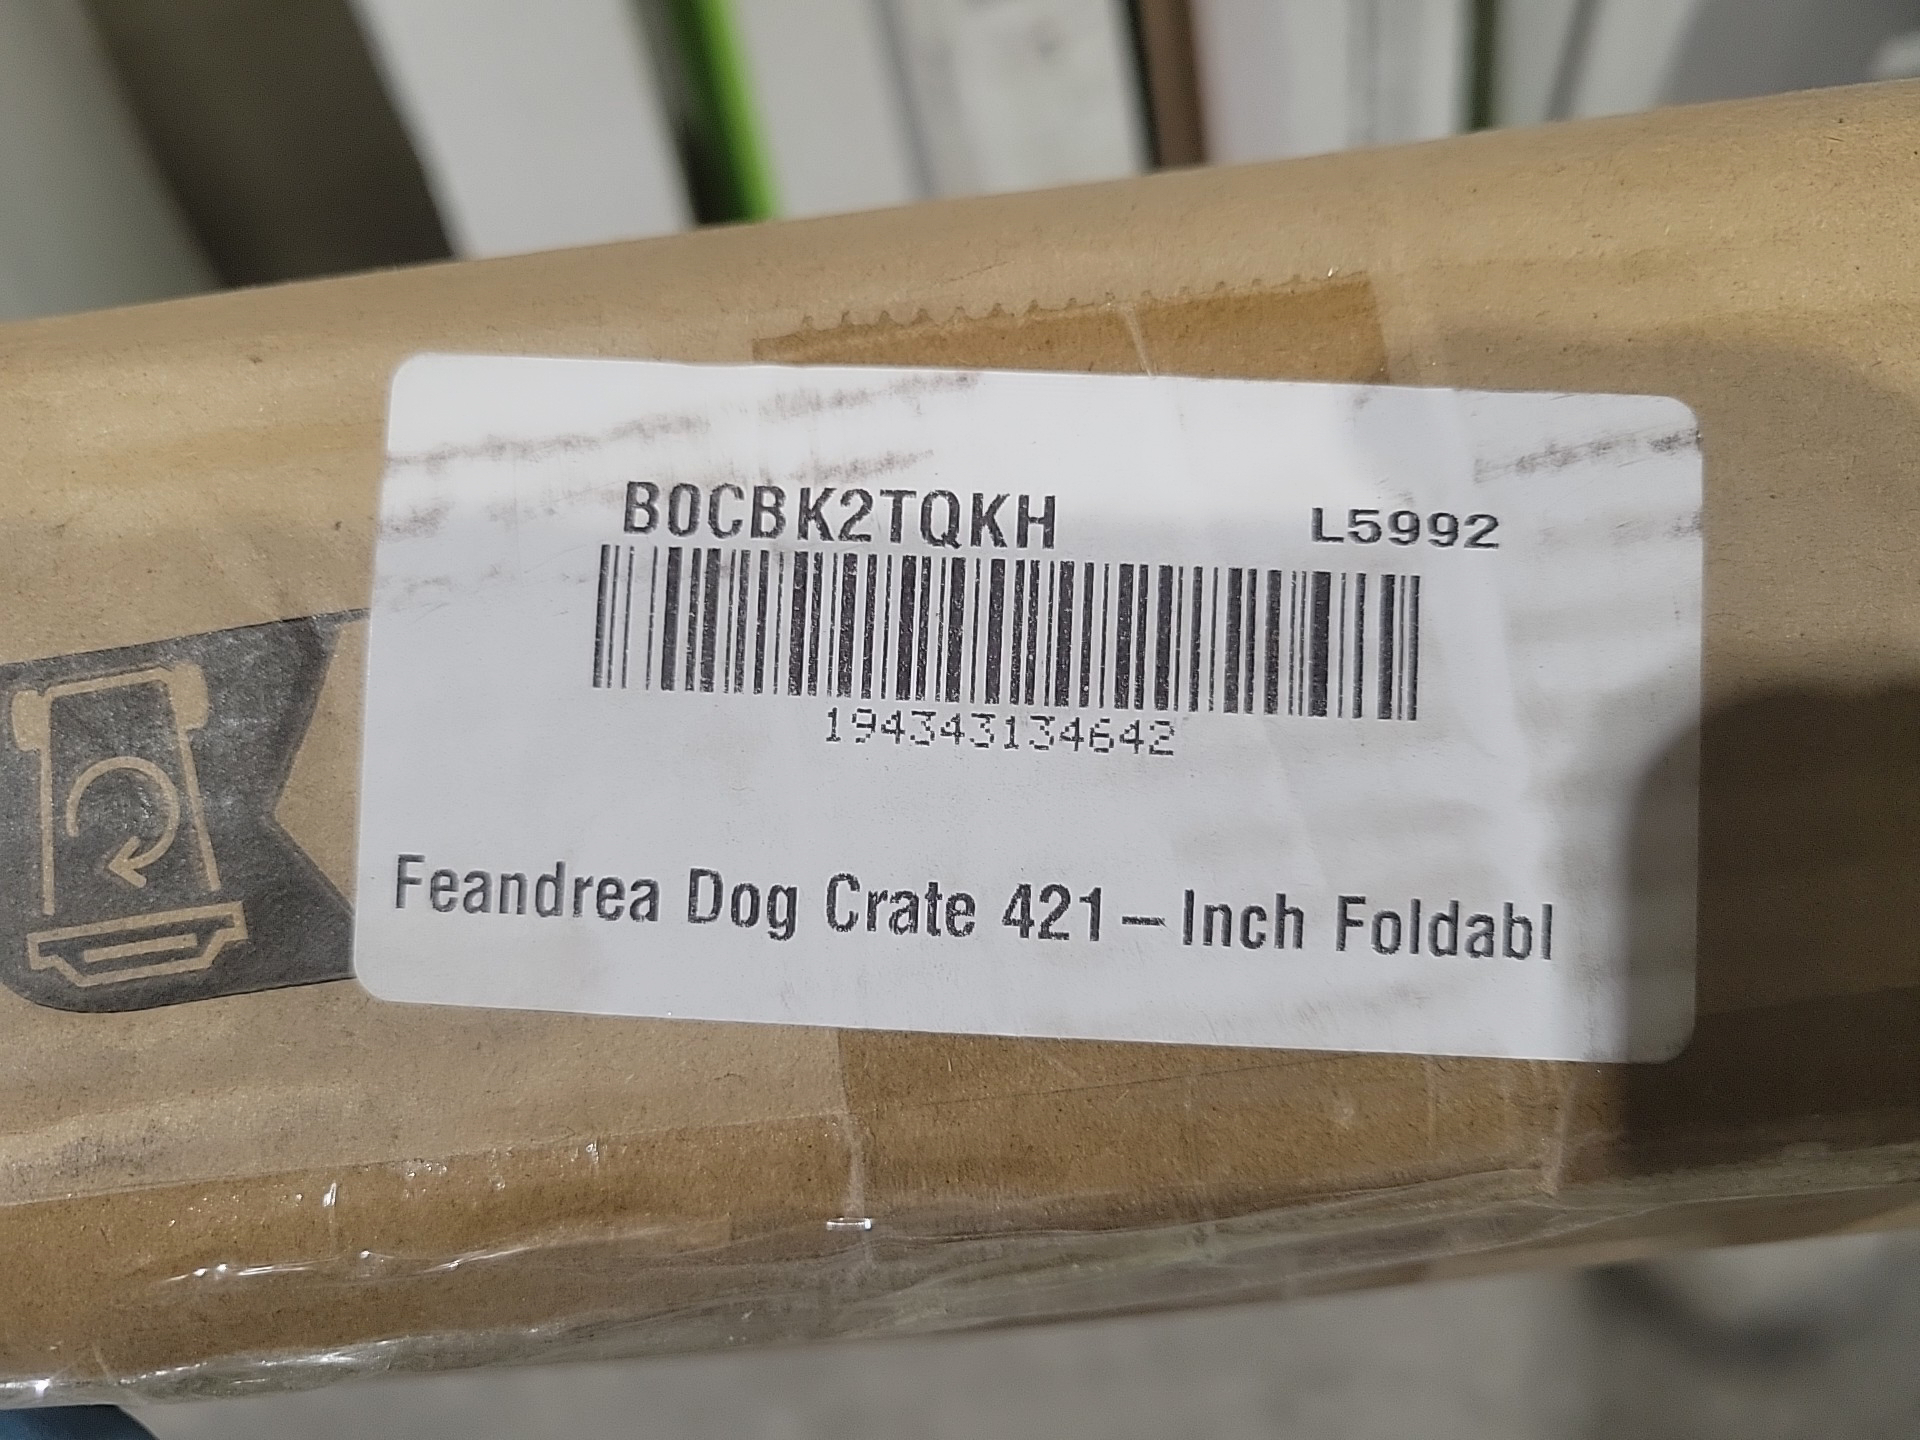 B0CBK2TQKH L5992
194343134642
Feandrea Dog Crate 421-Inch Foldabl